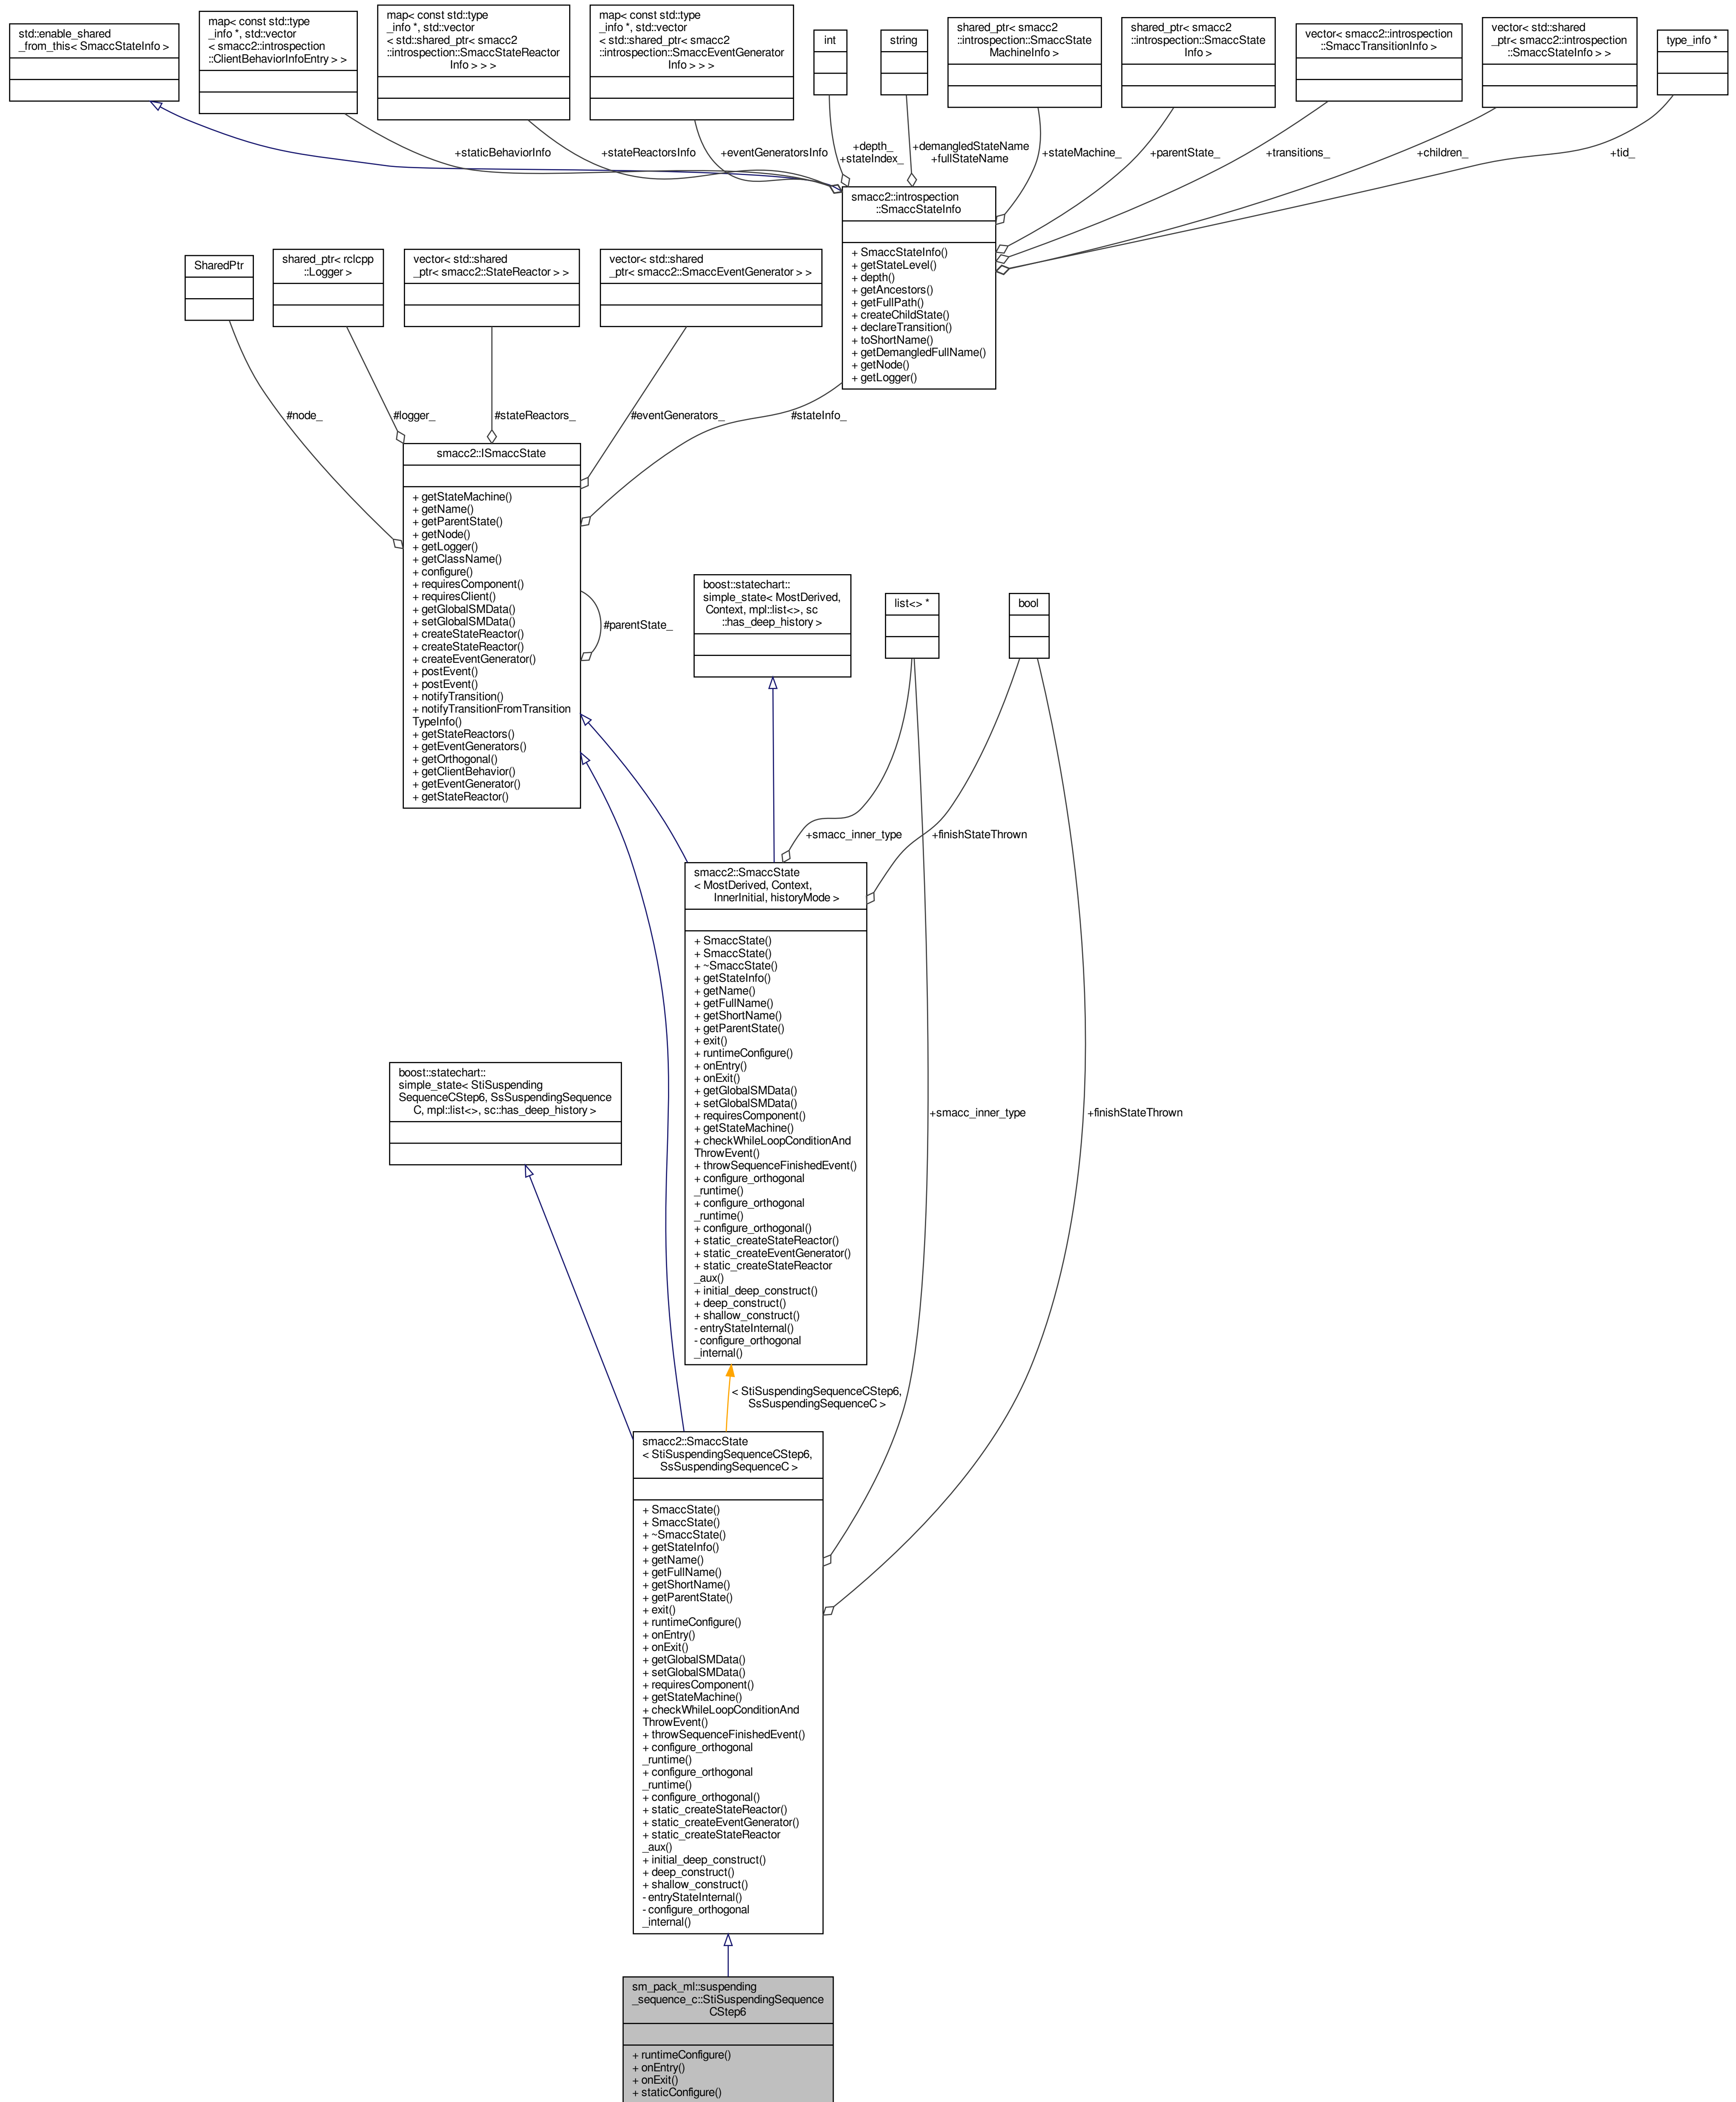 std::enable_shared
_from_this< SmaccStateInfo >
map< const std::type
_info *, std::vector
< smacc2::introspection
::ClientBehaviorInfoEntry > >
map< const std::type
_info *, std::vector
< std::shared_ptr< smacc2
::introspection::SmaccStateReactor
Info > > >
map< const std::type
_info *, std::vector
< std::shared_ptr< smacc2
::introspection::SmaccEventGenerator
Info > > >
int
string
shared_ptr< smacc2
::introspection::SmaccState
MachineInfo >
shared_ptr< smacc2
::introspection::SmaccState
Info >
vector< smacc2::introspection
::SmaccTransitionInfo >
vector< std::shared
_ptr< smacc2::introspection
::SmaccStateInfo > >
type_info *
+staticBehaviorInfo
+stateReactorsInfo
+eventGeneratorsInfo
+depth_
+stateIndex_
+demangledStateName
+fullStateName
+stateMachine_
+parentState_
+transitions_
+children_
+tid_
smacc2::introspection
::SmaccStateInfo
+ SmaccStateInfo()
+ getStateLevel()
+ depth()
+ getAncestors()
+ getFullPath()
+ createChildState()
+ declareTransition()
+ toShortName()
+ getDemangledFullName()
+ getNode()
+ getLogger()
SharedPtr
shared_ptr< rclcpp
::Logger >
vector< std::shared
_ptr< smacc2::StateReactor > >
vector< std::shared
_ptr< smacc2::SmaccEventGenerator > >
#node_
#logger_
#stateReactors_
#eventGenerators_
#stateInfo_
smacc2::ISmaccState
+ getStateMachine()
+ getName()
+ getParentState()
+ getNode()
+ getLogger()
+ getClassName()
+ configure()
+ requiresComponent()
+ requiresClient()
+ getGlobalSMData()
+ setGlobalSMData()
+ createStateReactor()
+ createStateReactor()
+ createEventGenerator()
+ postEvent()
+ postEvent()
+ notifyTransition()
+ notifyTransitionFromTransition
TypeInfo()
+ getStateReactors()
+ getEventGenerators()
+ getOrthogonal()
+ getClientBehavior()
+ getEventGenerator()
+ getStateReactor()
#parentState_
boost::statechart::
simple_state< MostDerived,
Context, mpl::list<>, sc
::has_deep_history >
list<> *
bool
+smacc_inner_type
+finishStateThrown
smacc2::SmaccState
< MostDerived, Context,
InnerInitial, historyMode >
+ SmaccState()
+ SmaccState()
+ ~SmaccState()
+ getStateInfo()
+ getName()
+ getFullName()
+ getShortName()
+ getParentState()
+ exit()
+ runtimeConfigure()
+ onEntry()
+ onExit()
+ getGlobalSMData()
+ setGlobalSMData()
+ requiresComponent()
+ getStateMachine()
+ checkWhileLoopConditionAnd
ThrowEvent()
+ throwSequenceFinishedEvent()
+ configure_orthogonal
_runtime()
+ configure_orthogonal
_runtime()
+ configure_orthogonal()
+ static_createStateReactor()
+ static_createEventGenerator()
+ static_createStateReactor
_aux()
+ initial_deep_construct()
+ deep_construct()
+ shallow_construct()
- entryStateInternal()
- configure_orthogonal
_internal()
+smacc_inner_type
+finishStateThrown
boost::statechart::
simple_state< StiSuspending
SequenceCStep6, SsSuspendingSequence
C, mpl::list<>, sc::has_deep_history >
< StiSuspendingSequenceCStep6,
SsSuspendingSequenceC >
smacc2::SmaccState
< StiSuspendingSequenceCStep6,
SsSuspendingSequenceC >
+ SmaccState()
+ SmaccState()
+ ~SmaccState()
+ getStateInfo()
+ getName()
+ getFullName()
+ getShortName()
+ getParentState()
+ exit()
+ runtimeConfigure()
+ onEntry()
+ onExit()
+ getGlobalSMData()
+ setGlobalSMData()
+ requiresComponent()
+ getStateMachine()
+ checkWhileLoopConditionAnd
ThrowEvent()
+ throwSequenceFinishedEvent()
+ configure_orthogonal
_runtime()
+ configure_orthogonal
_runtime()
+ configure_orthogonal()
+ static_createStateReactor()
+ static_createEventGenerator()
+ static_createStateReactor
_aux()
+ initial_deep_construct()
+ deep_construct()
+ shallow_construct()
- entryStateInternal()
- configure_orthogonal
_internal()
sm_pack_ml::suspending
_sequence_c::StiSuspendingSequence
CStep6
+ runtimeConfigure()
+ onEntry()
+ onExit()
+ staticConfigure()